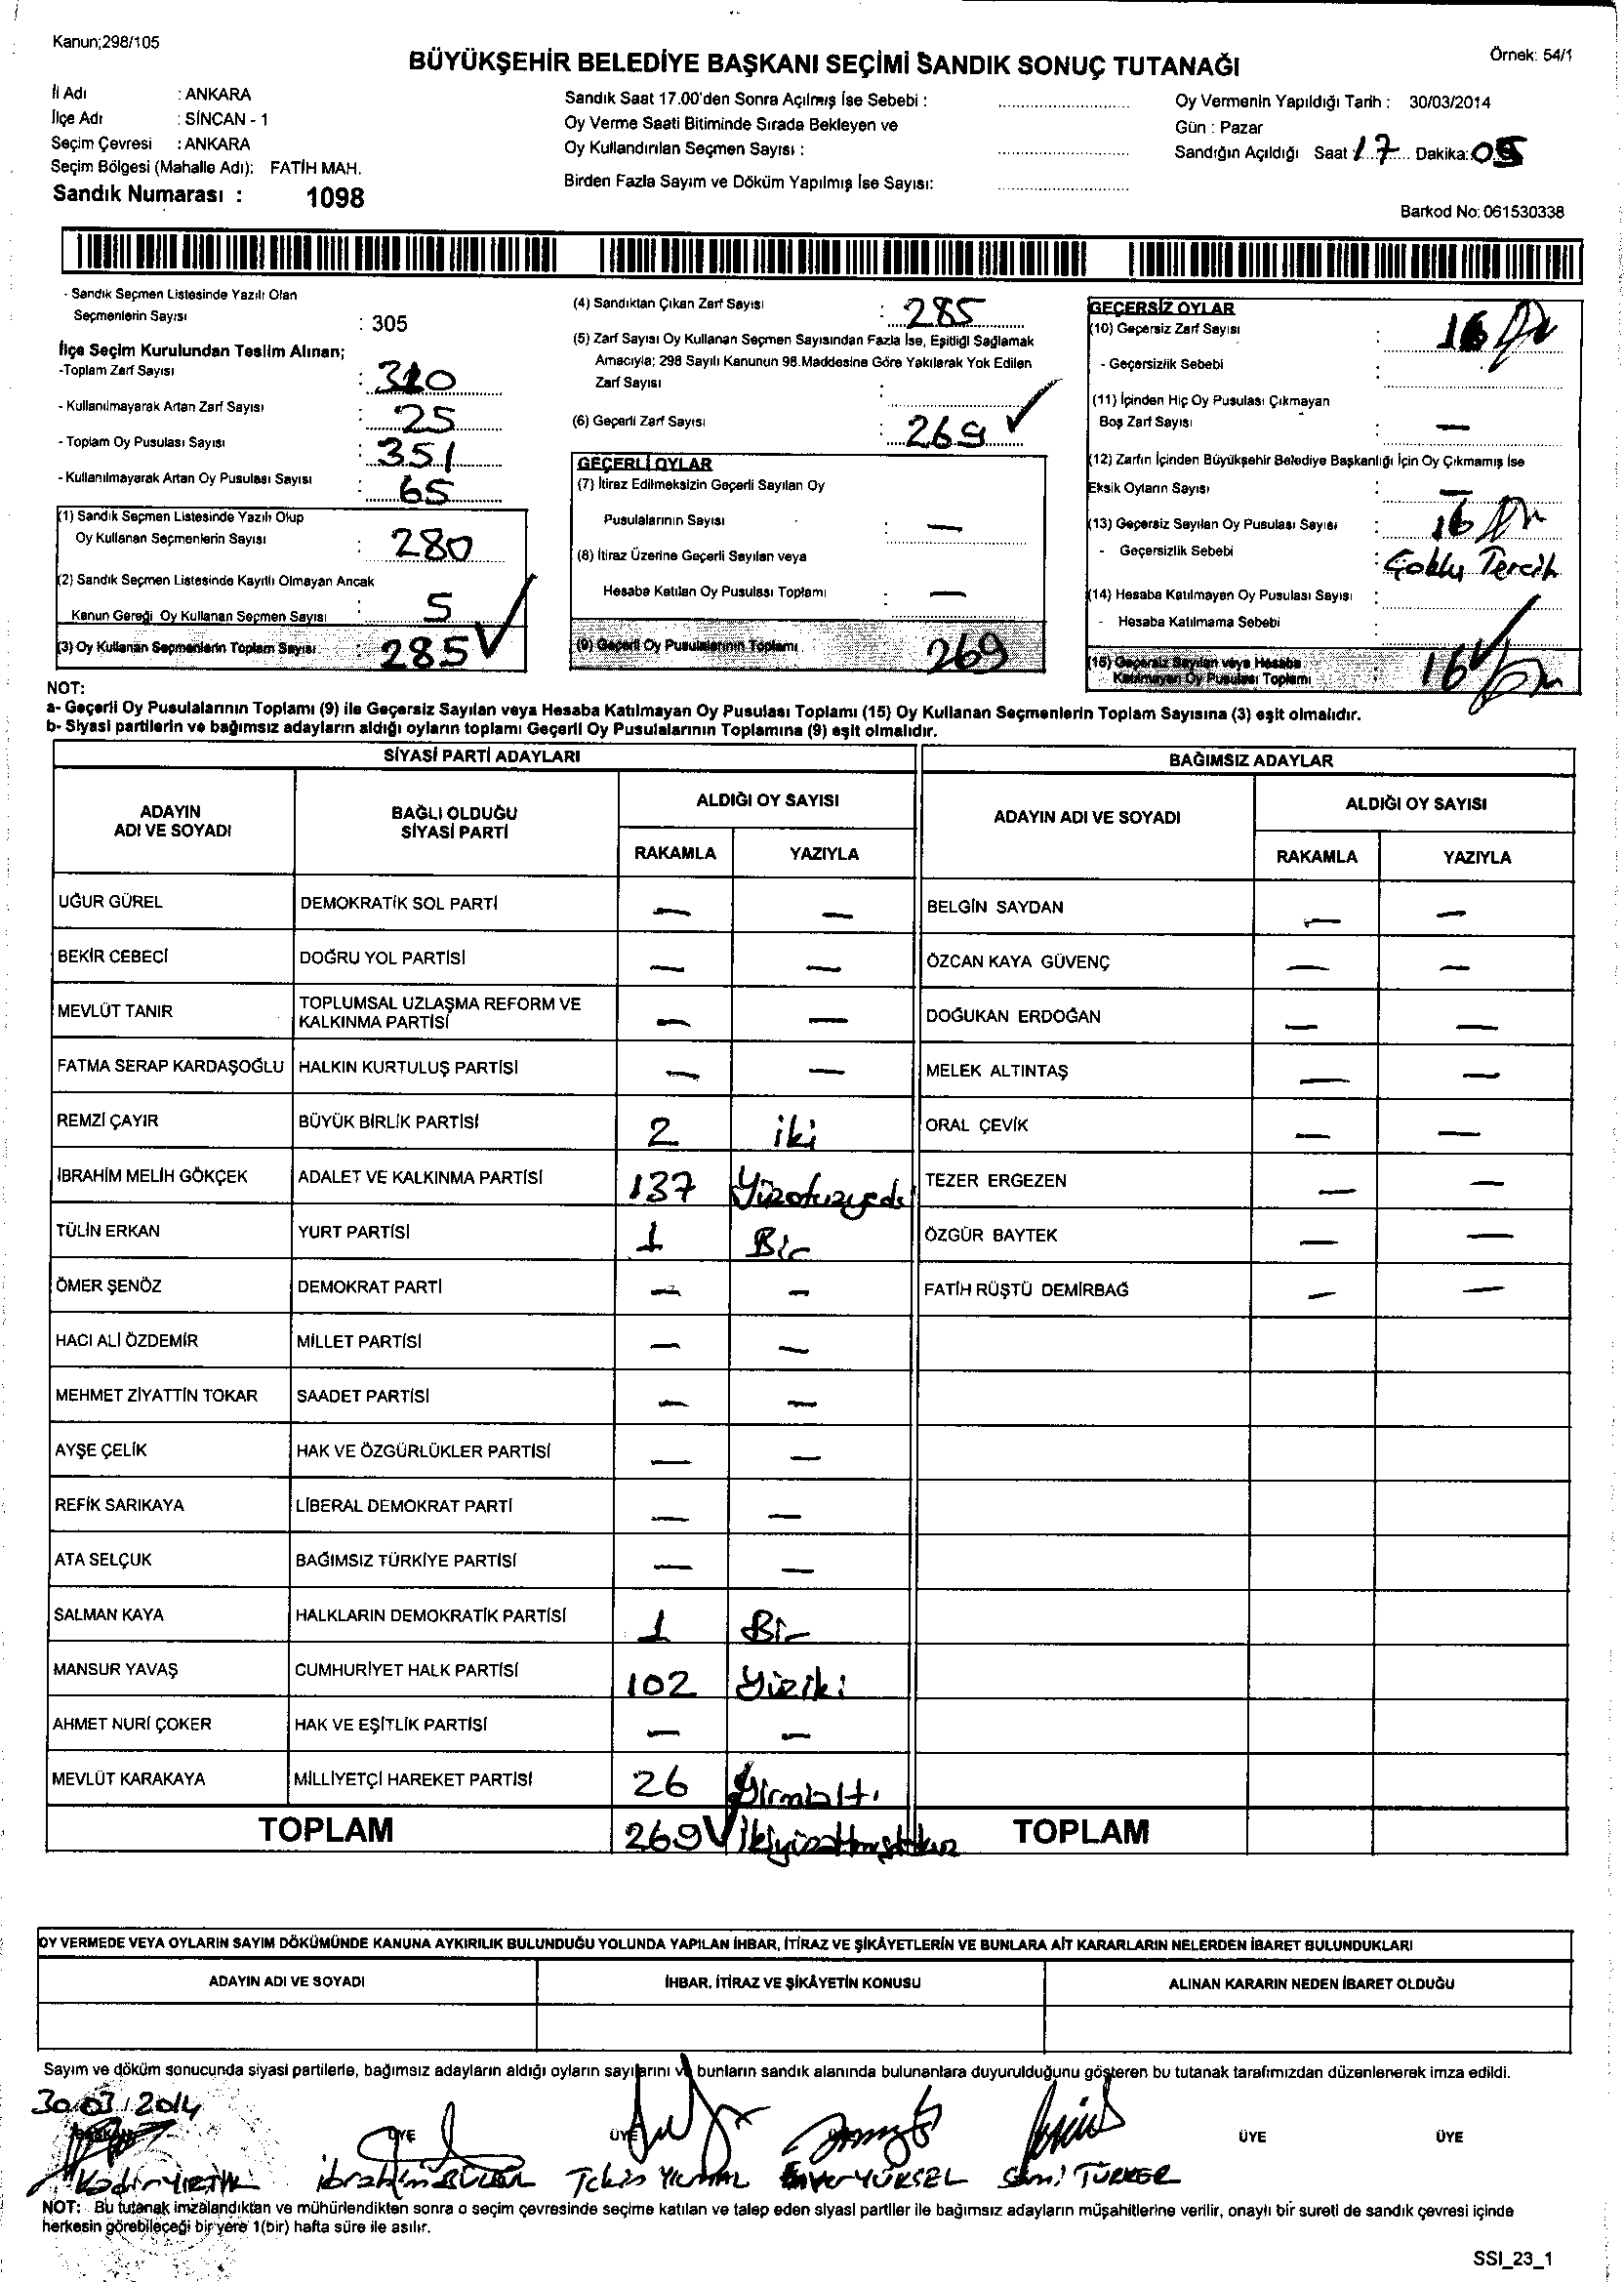 Kanun;298/105
BÜYÜKŞEHİR BELEDİYE BAŞKANI SEÇİMİ SANDIK SONUÇ TUTANAĞI
Örnek: 54/1
İl Adı : ANKARA
İlçe Adı : SİNCAN - 1
Seçim Çevresi : ANKARA
Seçim Bölgesi (Mahalle Adı): FATİH MAH.
Sandık Numarası : 1098
Sandık Saat 17.00'den Sonra Açılmış İse Sebebi :
Oy Verme Saati Bitiminde Sırada Bekleyen ve
Oy Kullandırılan Seçmen Sayısı :
Birden Fazla Sayım ve Döküm Yapılmış İse Sayısı:
Oy Vermenin Yapıldığı Tarih : 30/03/2014
Gün : Pazar
Sandığın Açıldığı Saat 17 Dakika: 05
Barkod No: 061530338
- Sandık Seçmen Listesinde Yazılı Olan
Seçmenlerin Sayısı : 305
İlçe Seçim Kurulundan Teslim Alınan;
-Toplam Zarf Sayısı : 310
- Kullanılmayarak Artan Zarf Sayısı : 25
- Toplam Oy Pusulası Sayısı : 351
- Kullanılmayarak Artan Oy Pusulası Sayısı : 65
(1) Sandık Seçmen Listesinde Yazılı Olup
Oy Kullanan Seçmenlerin Sayısı : 280
(2) Sandık Seçmen Listesinde Kayıtlı Olmayan Ancak
Kanun Gereği Oy Kullanan Seçmen Sayısı : 5
(3) Oy Kullanan Seçmenlerin Toplam Sayısı : 285
(4) Sandıktan Çıkan Zarf Sayısı : 285
(5) Zarf Sayısı Oy Kullanan Seçmen Sayısından Fazla İse, Eşitliği Sağlamak
Amacıyla; 298 Sayılı Kanunun 98.Maddesine Göre Yakılarak Yok Edilen
Zarf Sayısı :
(6) Geçerli Zarf Sayısı : 269
GEÇERLİ OYLAR
(7) İtiraz Edilmeksizin Geçerli Sayılan Oy
Pusulalarının Sayısı : —
(8) İtiraz Üzerine Geçerli Sayılan veya
Hesaba Katılan Oy Pusulası Toplamı : —
(9) Geçerli Oy Pusulalarının Toplamı : 269
GEÇERSİZ OYLAR
(10) Geçersiz Zarf Sayısı : 16
- Geçersizlik Sebebi :
(11) İçinden Hiç Oy Pusulası Çıkmayan
Boş Zarf Sayısı : —
(12) Zarfın İçinden Büyükşehir Belediye Başkanlığı İçin Oy Çıkmamış İse
Eksik Oyların Sayısı : —
(13) Geçersiz Sayılan Oy Pusulası Sayısı : 16
- Geçersizlik Sebebi : Çoklu Tercih
(14) Hesaba Katılmayan Oy Pusulası Sayısı :
- Hesaba Katılmama Sebebi :
(15) Geçersiz Sayılan veya Hesaba
Katılmayan Oy Pusulası Toplamı : 16
NOT:
a- Geçerli Oy Pusulalarının Toplamı (9) ile Geçersiz Sayılan veya Hesaba Katılmayan Oy Pusulası Toplamı (15) Oy Kullanan Seçmenlerin Toplam Sayısına (3) eşit olmalıdır.
b- Siyasi partilerin ve bağımsız adayların aldığı oyların toplamı Geçerli Oy Pusulalarının Toplamına (9) eşit olmalıdır.
SİYASİ PARTİ ADAYLARI BAĞIMSIZ ADAYLAR
ADAYIN ADI VE SOYADI BAĞLI OLDUĞU SİYASİ PARTİ ALDIĞI OY SAYISI ADAYIN ADI VE SOYADI ALDIĞI OY SAYISI
RAKAMLA YAZIYLA RAKAMLA YAZIYLA
UĞUR GÜREL DEMOKRATİK SOL PARTİ — — BELGİN SAYDAN — —
BEKİR CEBECİ DOĞRU YOL PARTİSİ — — ÖZCAN KAYA GÜVENÇ — —
MEVLÜT TANIR TOPLUMSAL UZLAŞMA REFORM VE KALKINMA PARTİSİ — — DOĞUKAN ERDOĞAN — —
FATMA SERAP KARDAŞOĞLU HALKIN KURTULUŞ PARTİSİ — — MELEK ALTINTAŞ — —
REMZİ ÇAYIR BÜYÜK BİRLİK PARTİSİ 2 iki ORAL ÇEVİK — —
İBRAHİM MELİH GÖKÇEK ADALET VE KALKINMA PARTİSİ 137 Yüzotuzyedi TEZER ERGEZEN — —
TÜLİN ERKAN YURT PARTİSİ 1 Bir ÖZGÜR BAYTEK — —
ÖMER ŞENÖZ DEMOKRAT PARTİ — — FATİH RÜŞTÜ DEMİRBAĞ — —
HACI ALİ ÖZDEMİR MİLLET PARTİSİ — —
MEHMET ZİYATTİN TOKAR SAADET PARTİSİ — —
AYŞE ÇELİK HAK VE ÖZGÜRLÜKLER PARTİSİ — —
REFİK SARIKAYA LİBERAL DEMOKRAT PARTİ — —
ATA SELÇUK BAĞIMSIZ TÜRKİYE PARTİSİ — —
SALMAN KAYA HALKLARIN DEMOKRATİK PARTİSİ 1 Bir
MANSUR YAVAŞ CUMHURİYET HALK PARTİSİ 102 Yüziki
AHMET NURİ ÇOKER HAK VE EŞİTLİK PARTİSİ — —
MEVLÜT KARAKAYA MİLLİYETÇİ HAREKET PARTİSİ 26 Yirmialtı
TOPLAM 269 İkiyüzaltmışdokuz TOPLAM
OY VERMEDE VEYA OYLARIN SAYIM DÖKÜMÜNDE KANUNA AYKIRILIK BULUNDUĞU YOLUNDA YAPILAN İHBAR, İTİRAZ VE ŞİKÂYETLERİN VE BUNLARA AİT KARARLARIN NELERDEN İBARET BULUNDUKLARI
ADAYIN ADI VE SOYADI İHBAR, İTİRAZ VE ŞİKÂYETİN KONUSU ALINAN KARARIN NEDEN İBARET OLDUĞU
Sayım ve döküm sonucunda siyasi partilerle, bağımsız adayların aldığı oyların sayılarını ve bunların sandık alanında bulunanlara duyurulduğunu gösteren bu tutanak tarafımızdan düzenlenerek imza edildi.
30/03/2014
ÜYE ÜYE ÜYE ÜYE
Kadir İbrahim Tekin YILMAZ Enver YÜKSEL Sami TÜRKER
NOT: Bu tutanak imzalandıktan ve mühürlendikten sonra o seçim çevresinde seçime katılan ve talep eden siyasi partiler ile bağımsız adayların müşahitlerine verilir, onaylı bir sureti de sandık çevresi içinde
herkesin görebileceği bir yere 1(bir) hafta süre ile asılır.
SSI_23_1